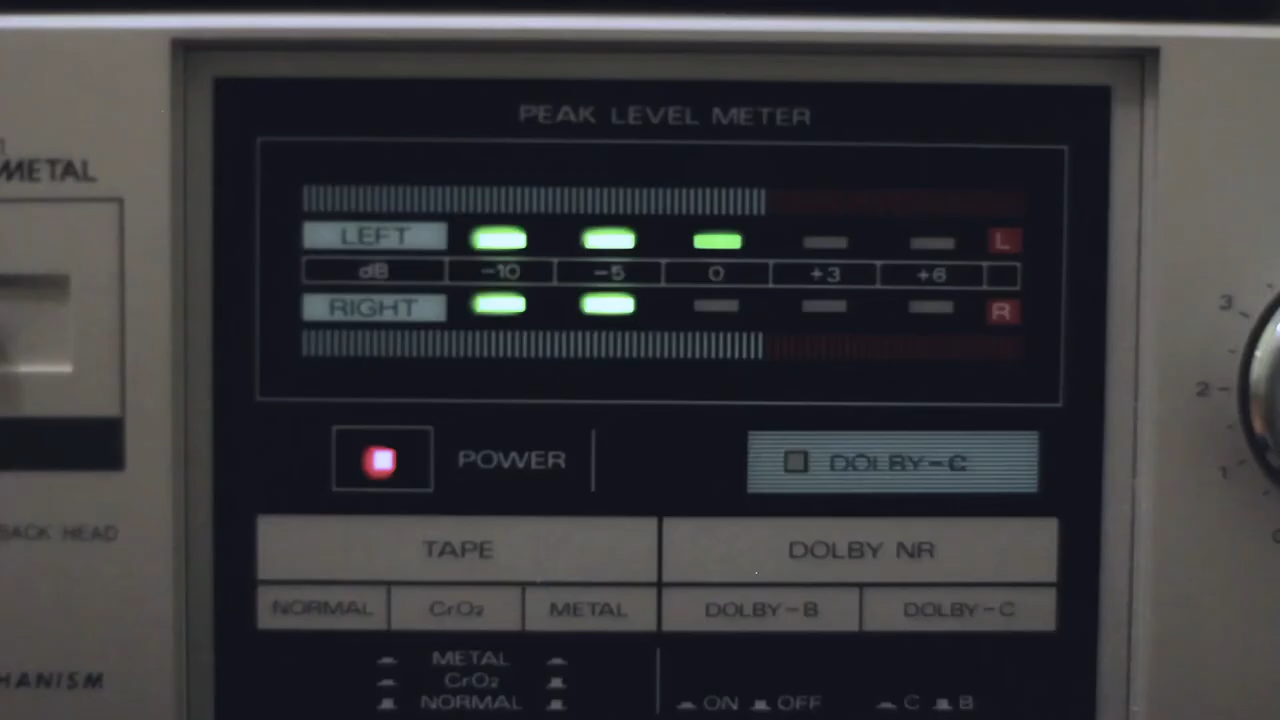 PEAK LEVEL METER
METAL
LEFT L
dB -10 -5 0 +3 +6
RIGHT R
3
2
1
POWER DOLBY-C
BACK HEAD
TAPE DOLBY NR
NORMAL CrO₂ METAL DOLBY-B DOLBY-C
METAL
CrO₂
HANISM
NORMAL ON OFF C B